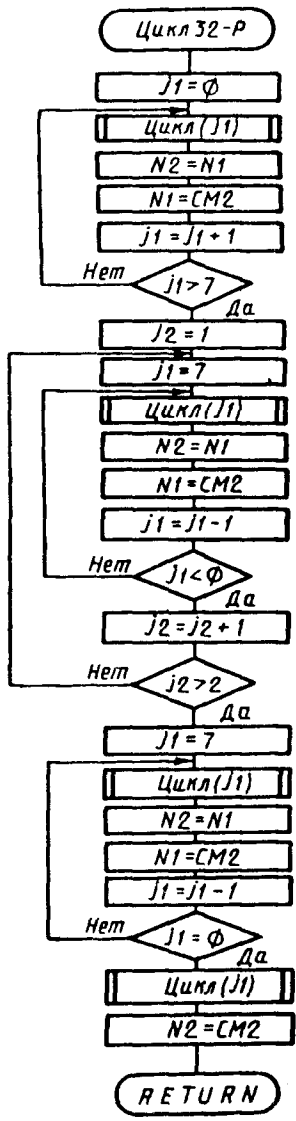 Цикл 32-Р
j1=ø
Цикл(j1)
N2=N1
N1=CM2
j1=j1+1
Нет
j1>7
Да
j2=1
j1=7
Цикл(j1)
N2=N1
N1=CM2
j1=j1-1
Нет
j1<ø
Да
j2=j2+1
Нет
j2>2
Да
j1=7
Цикл(j1)
N2=N1
N1=CM2
j1=j1-1
Нет
j1=ø
Да
Цикл(j1)
N2=CM2
RETURN